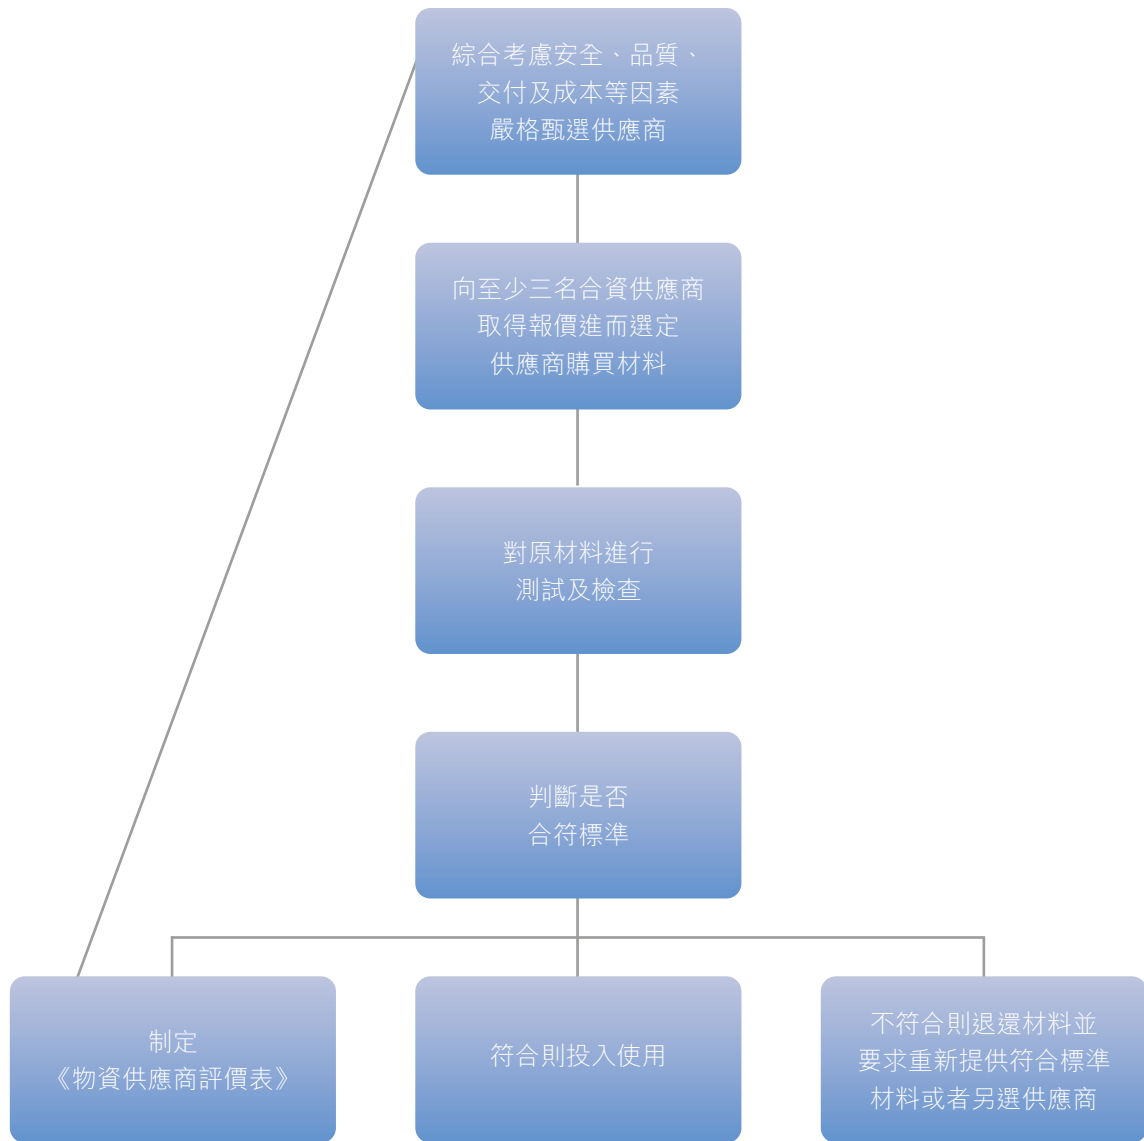 綜合考慮安全、品質、
交付及成本等因素
嚴格甄選供應商
向至少三名合資供應商
取得報價進而選定
供應商購買材料
對原材料進行
測試及檢查
判斷是否
合符標準
制定
《物資供應商評價表》
符合則投入使用
不符合則退還材料並
要求重新提供符合標準
材料或者另選供應商